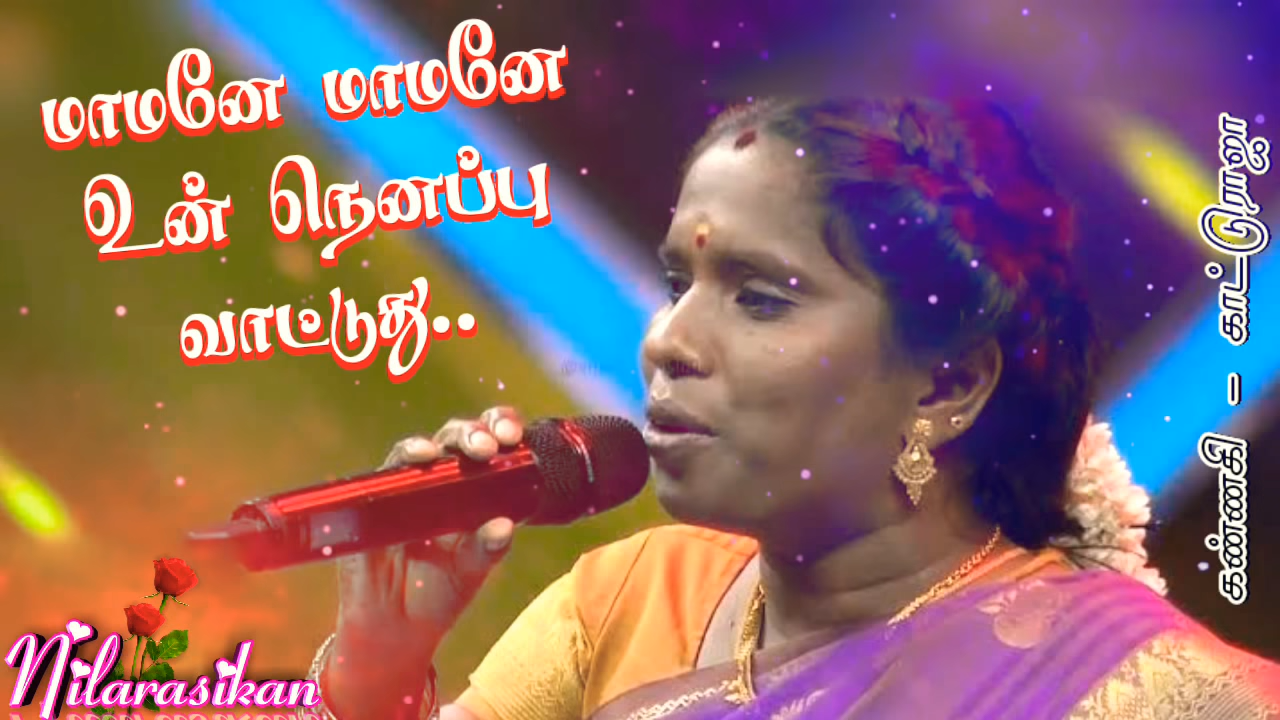 மாமனே மாமனே
உன் நெனப்பு
வாட்டுது..
கண்ணகி - காட்டுரொஜா
Nilarasikan